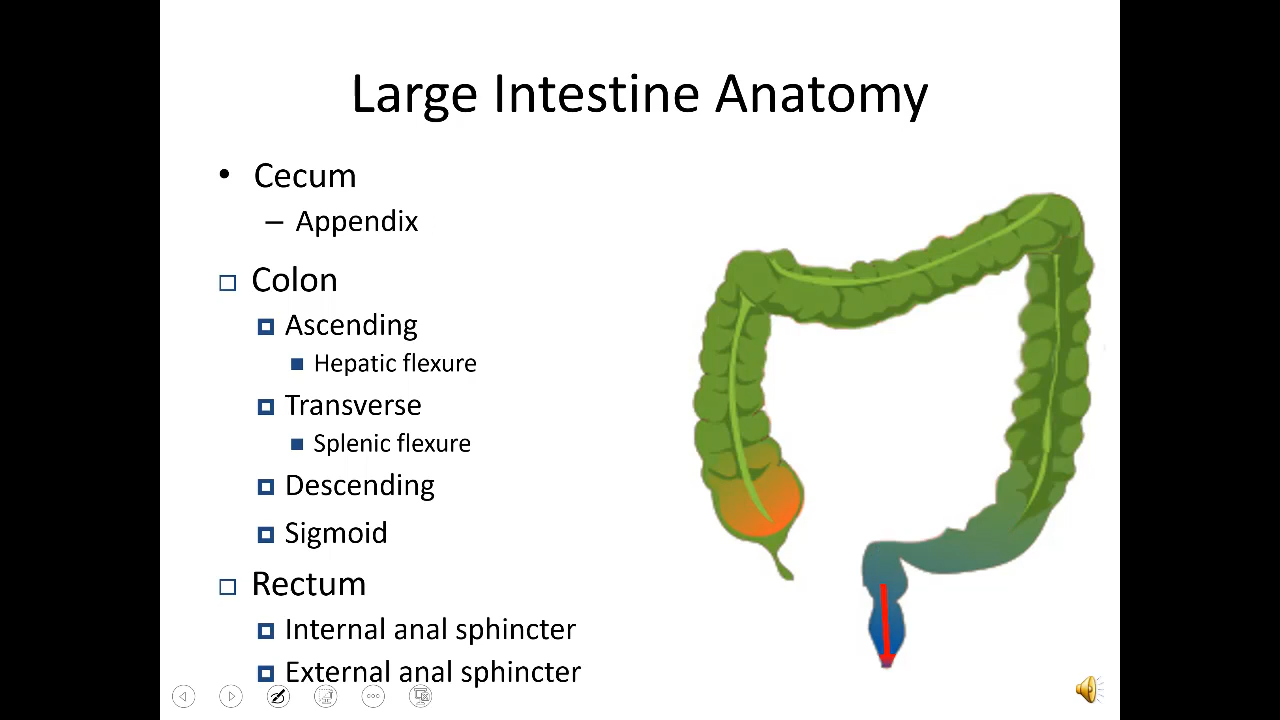 Large Intestine Anatomy
• Cecum
– Appendix
Colon
Ascending
Hepatic flexure
Transverse
Splenic flexure
Descending
Sigmoid
Rectum
Internal anal sphincter
External anal sphincter